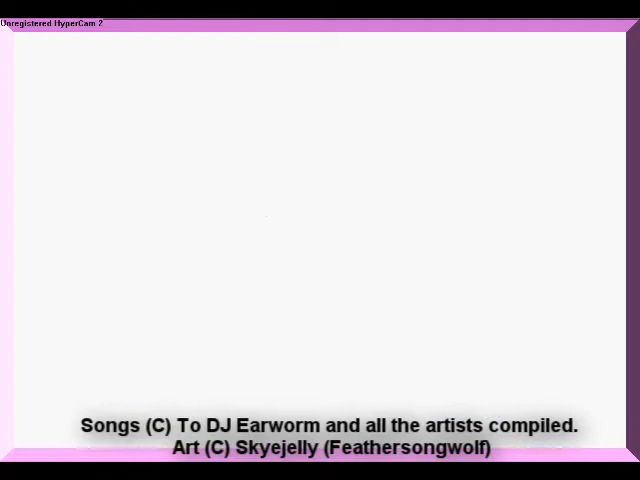 Unregistered HyperCam 2
Songs (C) To DJ Earworm and all the artists compiled.
Art (C) Skyejelly (Feathersongwolf)